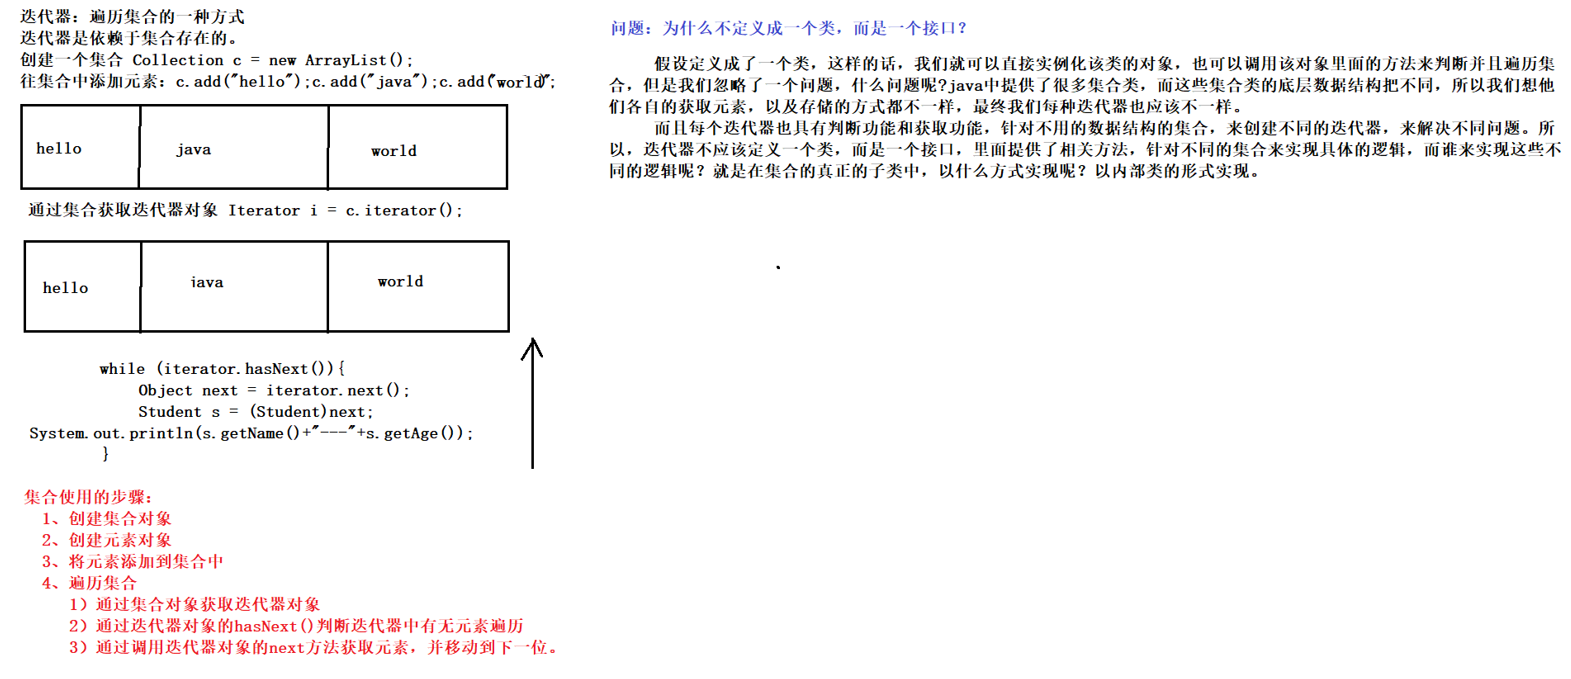 迭代器：遍历集合的一种方式
迭代器是依赖于集合存在的。
创建一个集合 Collection c = new ArrayList();
往集合中添加元素：c.add("hello");c.add("java");c.add("world");
hello java world
通过集合获取迭代器对象 Iterator i = c.iterator();
hello java world
while (iterator.hasNext()){
Object next = iterator.next();
Student s = (Student)next;
System.out.println(s.getName()+"---"+s.getAge());
}
集合使用的步骤：
1、创建集合对象
2、创建元素对象
3、将元素添加到集合中
4、遍历集合
1）通过集合对象获取迭代器对象
2）通过迭代器对象的hasNext()判断迭代器中有无元素遍历
3）通过调用迭代器对象的next方法获取元素，并移动到下一位。
问题：为什么不定义成一个类，而是一个接口？
假设定义成了一个类，这样的话，我们就可以直接实例化该类的对象，也可以调用该对象里面的方法来判断并且遍历集
合，但是我们忽略了一个问题，什么问题呢?java中提供了很多集合类，而这些集合类的底层数据结构把不同，所以我们想他
们各自的获取元素，以及存储的方式都不一样，最终我们每种迭代器也应该不一样。
而且每个迭代器也具有判断功能和获取功能，针对不用的数据结构的集合，来创建不同的迭代器，来解决不同问题。所
以，迭代器不应该定义一个类，而是一个接口，里面提供了相关方法，针对不同的集合来实现具体的逻辑，而谁来实现这些不
同的逻辑呢？就是在集合的真正的子类中，以什么方式实现呢？以内部类的形式实现。